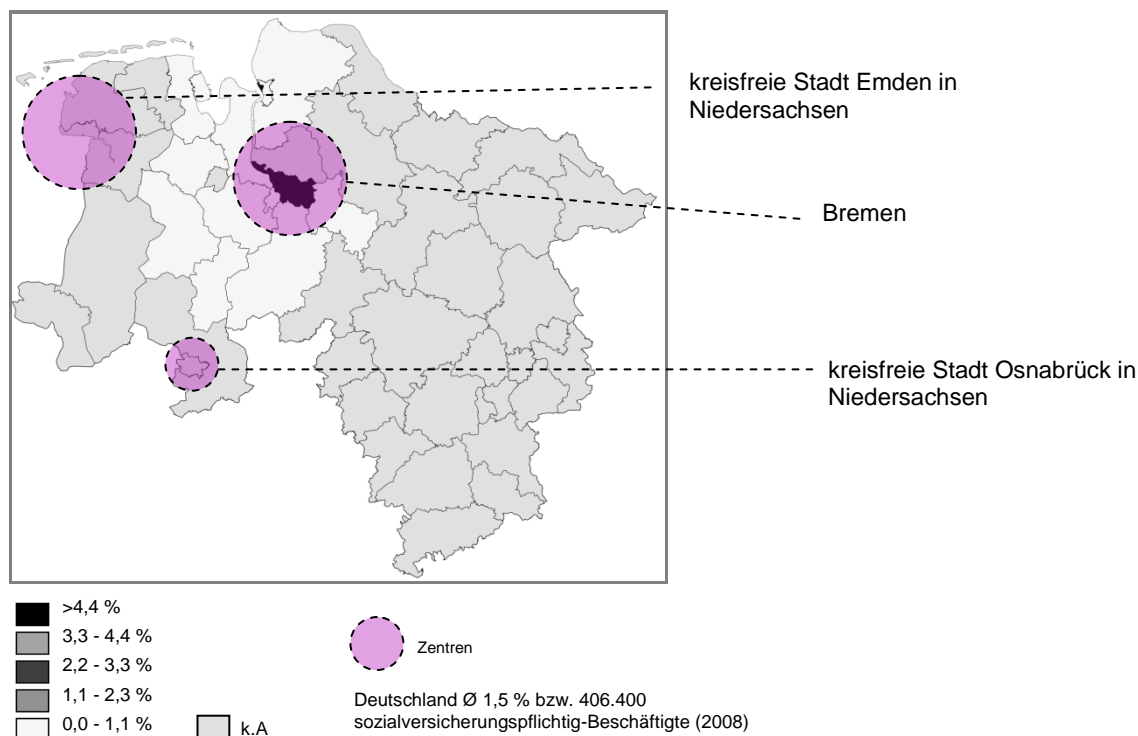 kreisfreie Stadt Emden in
Niedersachsen
Bremen
kreisfreie Stadt Osnabrück in
Niedersachsen
>4,4 %
3,3 - 4,4 %
2,2 - 3,3 %
1,1 - 2,3 %
0,0 - 1,1 %
k.A
Zentren
Deutschland Ø 1,5 % bzw. 406.400
sozialversicherungspflichtig-Beschäftigte (2008)